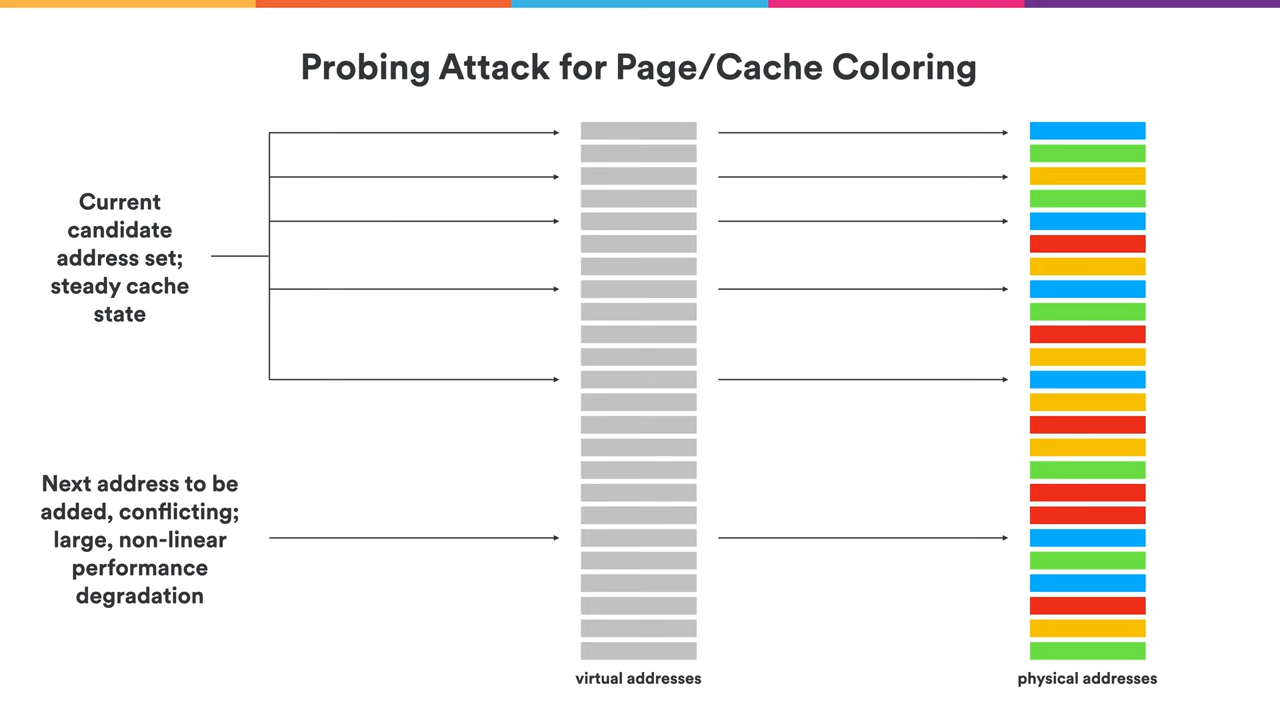 Probing Attack for Page/Cache Coloring
Current
candidate
address set;
steady cache
state
Next address to be
added, conflicting;
large, non-linear
performance
degradation
virtual addresses
physical addresses